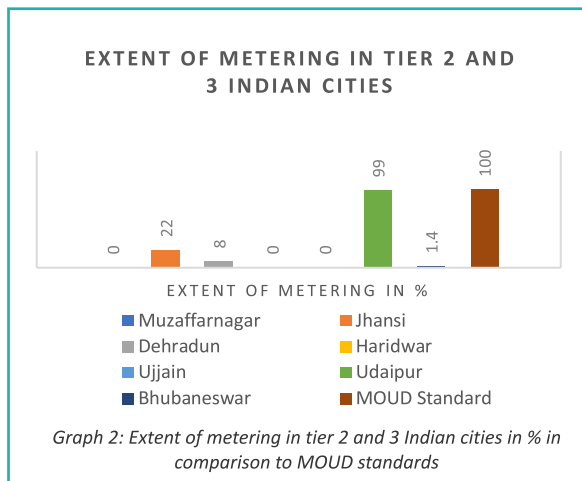 EXTENT OF METERING IN TIER 2 AND
3 INDIAN CITIES
0
22
8
0
0
99
1.4
100
EXTENT OF METERING IN %
Muzaffarnagar
Jhansi
Dehradun
Haridwar
Ujjain
Udaipur
Bhubaneswar
MOUD Standard
Graph 2: Extent of metering in tier 2 and 3 Indian cities in % in
comparison to MOUD standards